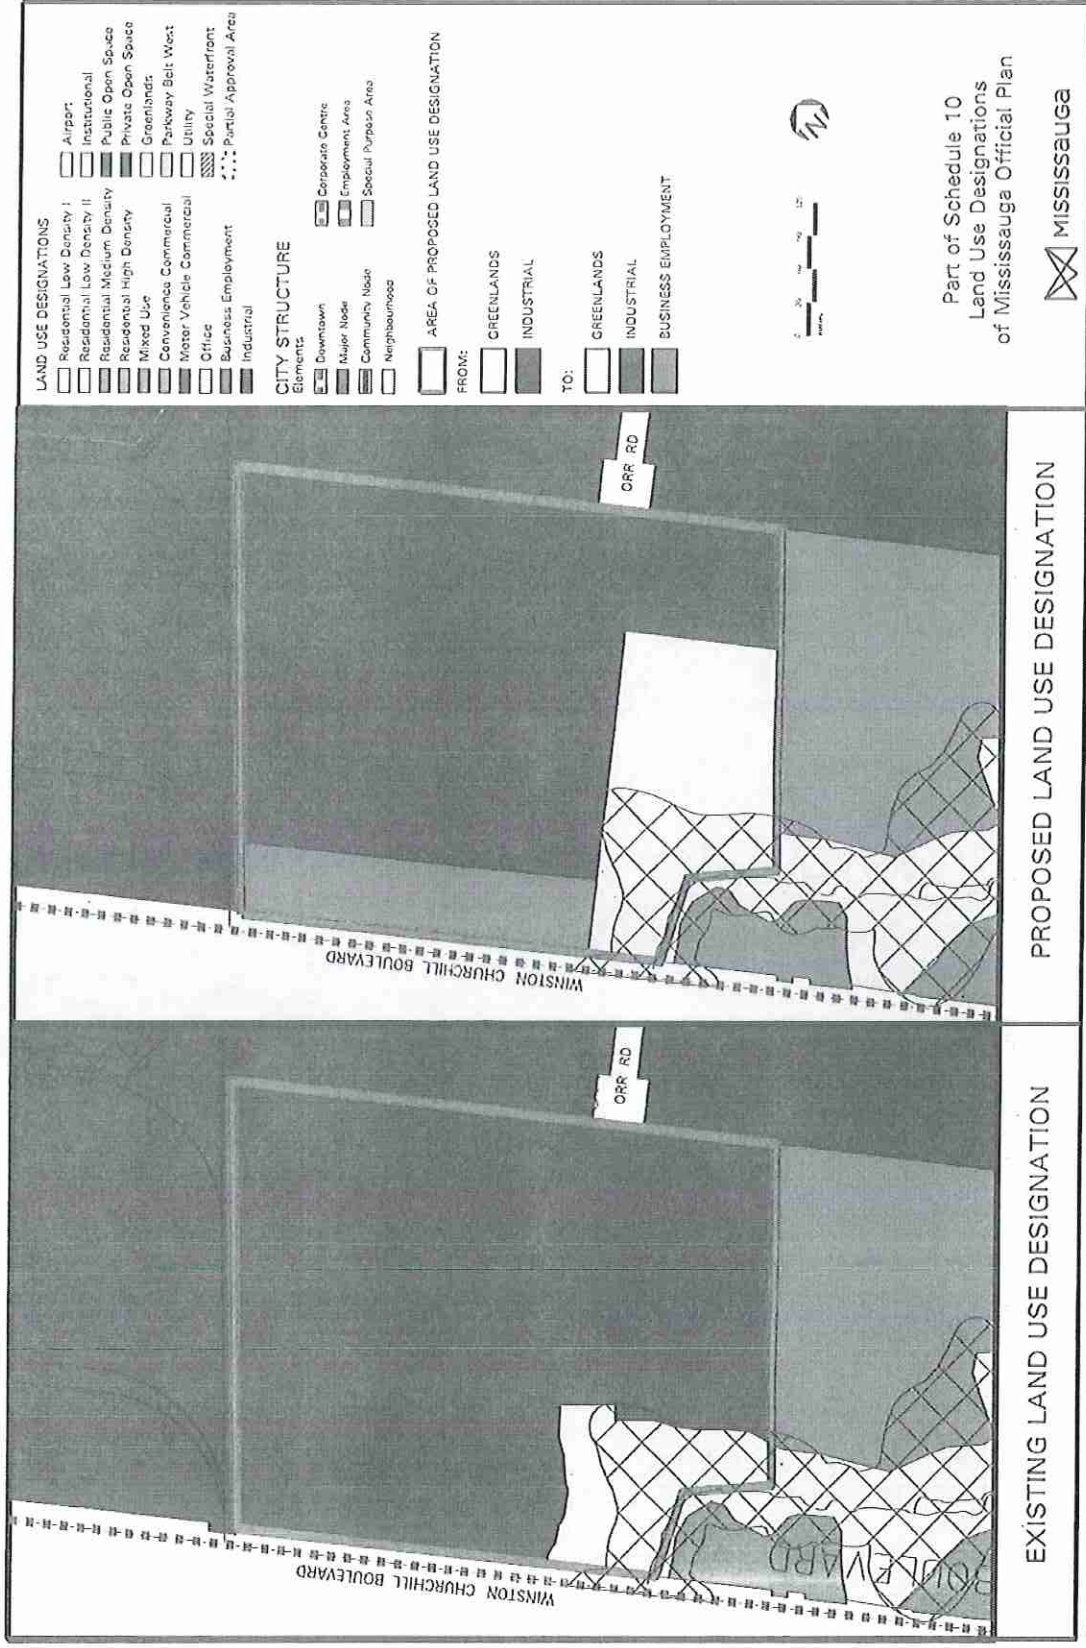 LAND USE DESIGNATIONS
Residential Low Density I
Residential Low Density II
Residential Medium Density
Residential High Density
Mixed Use
Convenience Commercial
Motor Vehicle Commercial
Office
Business Employment
Industrial
Airport
Institutional
Public Open Space
Private Open Space
Greenlands
Parkway Belt West
Utility
Special Waterfront
Partial Approval Area
CITY STRUCTURE
Elements
Downtown
Major Node
Community Node
Neighbourhood
Corporate Centre
Employment Area
Special Purpose Area
AREA OF PROPOSED LAND USE DESIGNATION
FROM:
GREENLANDS
INDUSTRIAL
TO:
GREENLANDS
INDUSTRIAL
BUSINESS EMPLOYMENT
Part of Schedule 10
Land Use Designations
of Mississauga Official Plan
MISSISSAUGA
WINSTON CHURCHILL BOULEVARD
ORR RD
EXISTING LAND USE DESIGNATION
WINSTON CHURCHILL BOULEVARD
ORR RD
PROPOSED LAND USE DESIGNATION